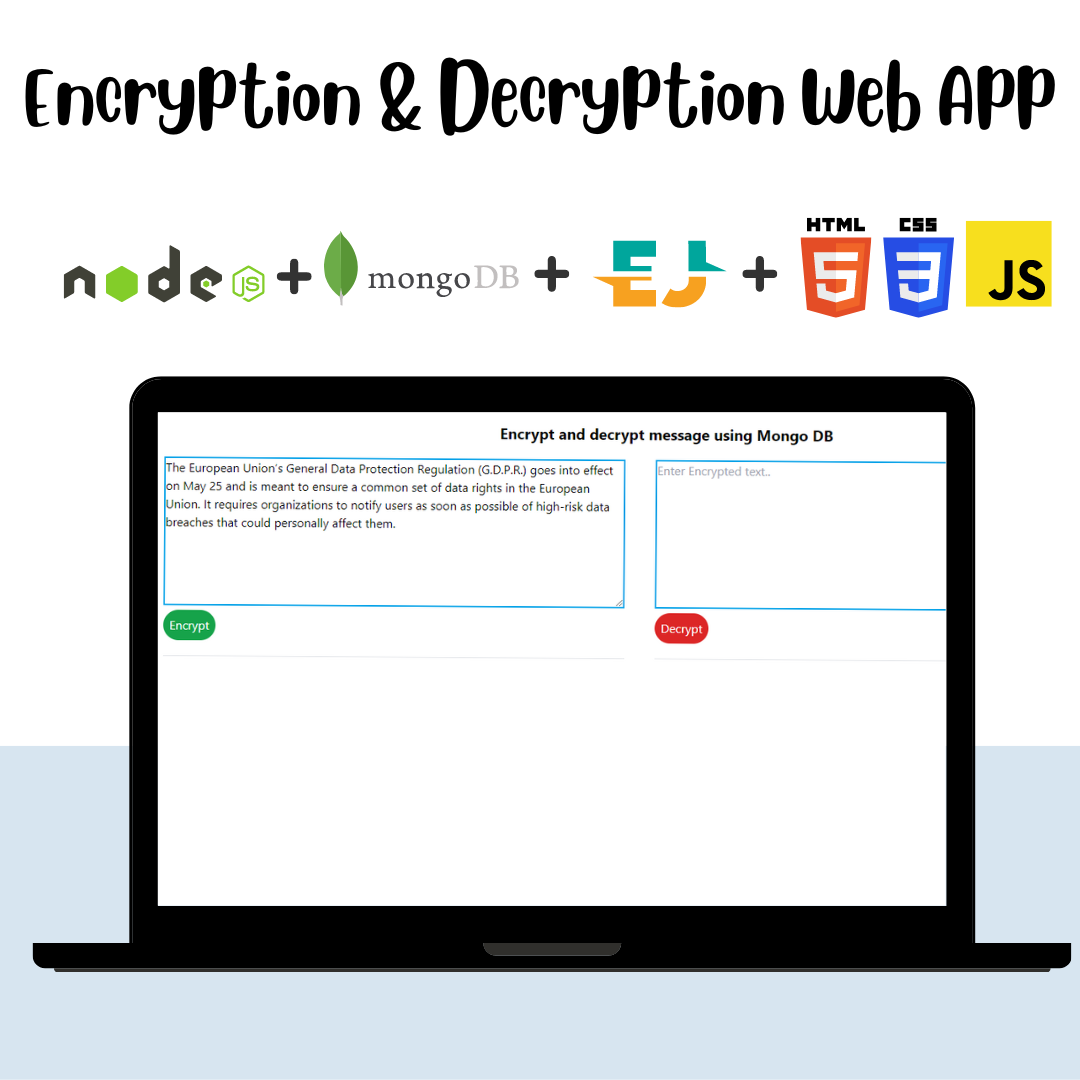 Encryption & Decryption Web App
node JS + mongoDB + EJ + HTML 5 CSS 3 JS
Encrypt and decrypt message using Mongo DB
The European Union's General Data Protection Regulation (G.D.P.R.) goes into effect
on May 25 and is meant to ensure a common set of data rights in the European
Union. It requires organizations to notify users as soon as possible of high-risk data
breaches that could personally affect them.
Encrypt
Enter Encrypted text..
Decrypt